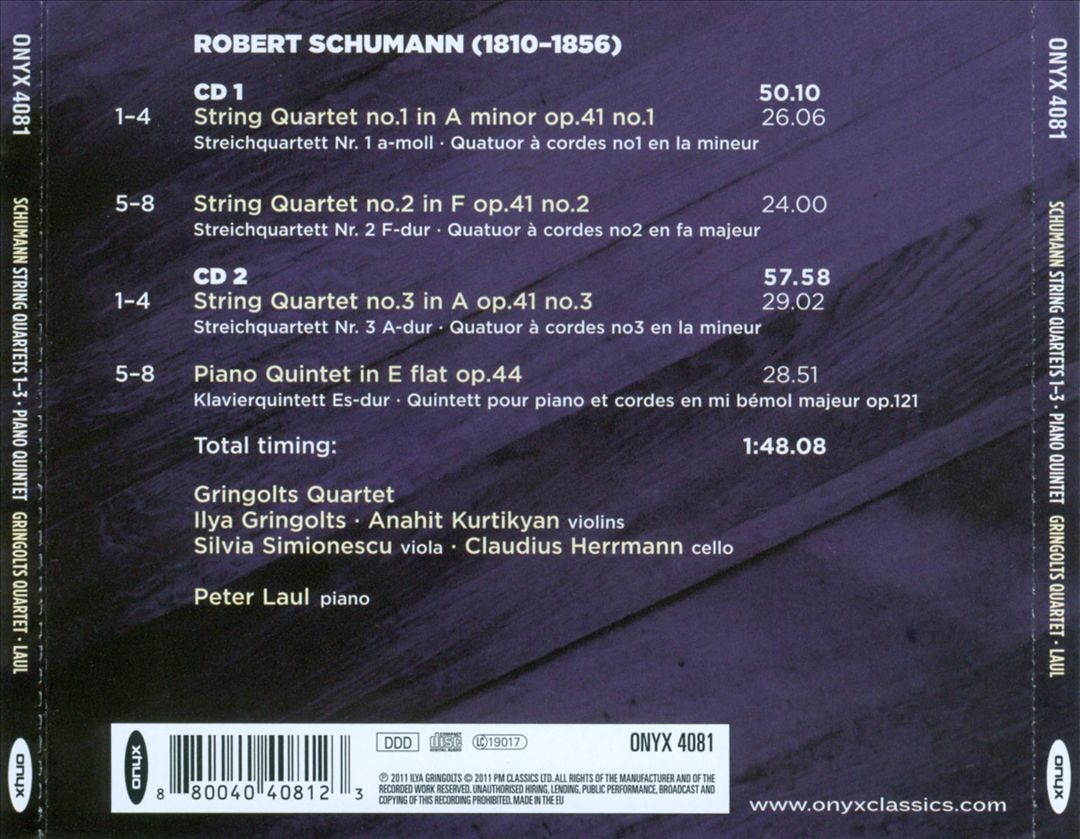 ROBERT SCHUMANN (1810–1856)
CD 1 50.10
1–4 String Quartet no.1 in A minor op.41 no.1 26.06
Streichquartett Nr. 1 a-moll · Quatuor à cordes no1 en la mineur
5–8 String Quartet no.2 in F op.41 no.2 24.00
Streichquartett Nr. 2 F-dur · Quatuor à cordes no2 en fa majeur
CD 2 57.58
1–4 String Quartet no.3 in A op.41 no.3 29.02
Streichquartett Nr. 3 A-dur · Quatuor à cordes no3 en la mineur
5–8 Piano Quintet in E flat op.44 28.51
Klavierquintett Es-dur · Quintett pour piano et cordes en mi bémol majeur op.121
Total timing: 1:48.08
Gringolts Quartet
Ilya Gringolts · Anahit Kurtikyan violins
Silvia Simionescu viola · Claudius Herrmann cello
Peter Laul piano
onyx
8 80040 40812 3
DDD COMPACT disc DIGITAL AUDIO LC 19017 ONYX 4081
℗ 2011 ILYA GRINGOLTS © 2011 PM CLASSICS LTD. ALL RIGHTS OF THE MANUFACTURER AND OF THE
RECORDED WORK RESERVED. UNAUTHORISED HIRING, LENDING, PUBLIC PERFORMANCE, BROADCAST AND
COPYING OF THIS RECORDING PROHIBITED. MADE IN THE EU
www.onyxclassics.com
ONYX 4081 SCHUMANN STRING QUARTETS 1–3 · PIANO QUINTET GRINGOLTS QUARTET · LAUL onyx
ONYX 4081 SCHUMANN STRING QUARTETS 1–3 · PIANO QUINTET GRINGOLTS QUARTET · LAUL onyx